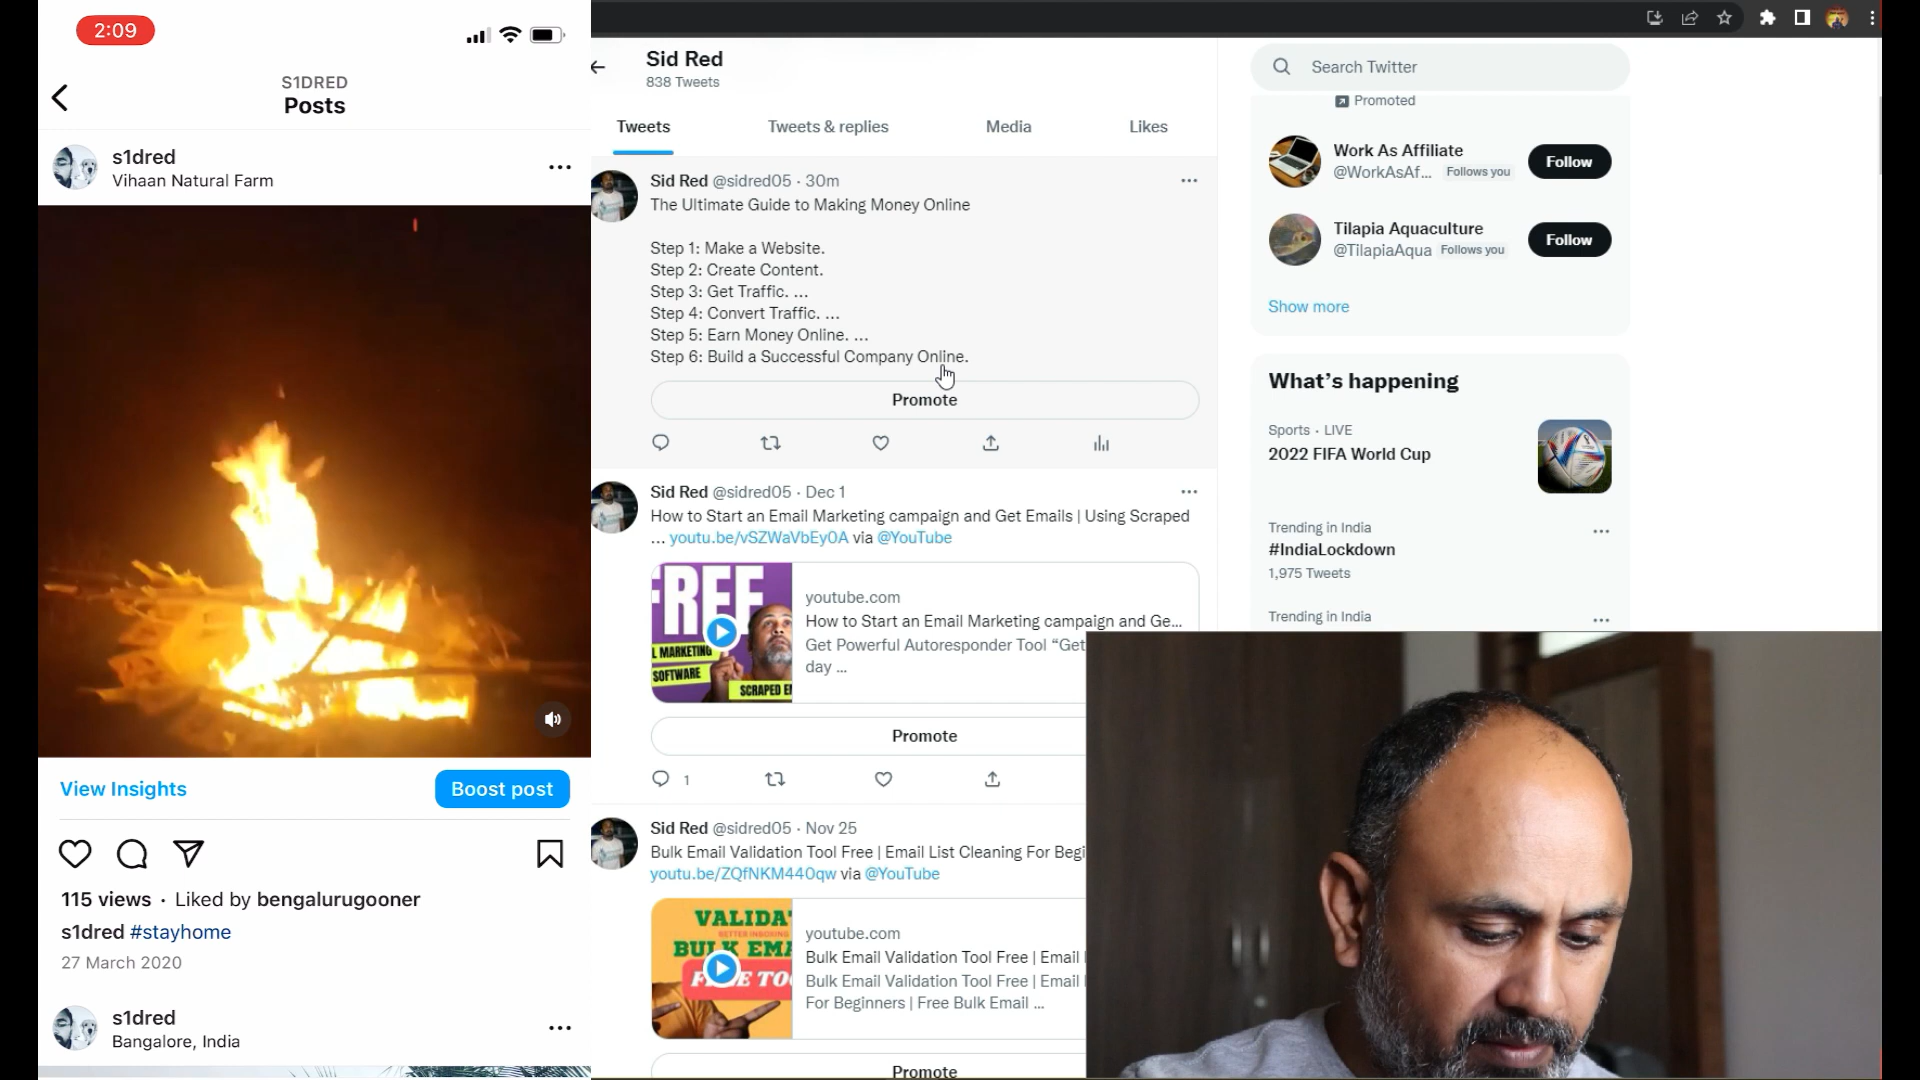 2:09
S1DRED
Posts
s1dred
Vihaan Natural Farm
View Insights
Boost post
115 views · Liked by bengalurugooner
s1dred #stayhome
27 March 2020
s1dred
Bangalore, India
Sid Red
838 Tweets
Tweets
Tweets & replies
Media
Likes
Sid Red @sidred05 · 30m
The Ultimate Guide to Making Money Online
Step 1: Make a Website.
Step 2: Create Content.
Step 3: Get Traffic. ...
Step 4: Convert Traffic. ...
Step 5: Earn Money Online. ...
Step 6: Build a Successful Company Online.
Promote
Sid Red @sidred05 · Dec 1
How to Start an Email Marketing campaign and Get Emails | Using Scraped
... youtu.be/vSZWaVbEy0A via @YouTube
FREE
L MARKETING
SOFTWARE
SCRAPED EM
youtube.com
How to Start an Email Marketing campaign and Ge...
Get Powerful Autoresponder Tool “Get
day ...
Promote
1
Sid Red @sidred05 · Nov 25
Bulk Email Validation Tool Free | Email List Cleaning For Begi
youtu.be/ZQfNKM44Oqw via @YouTube
VALIDA
BETTER INBOXING
BULK EMA
FREE TOO
youtube.com
Bulk Email Validation Tool Free | Email
Bulk Email Validation Tool Free | Email
For Beginners | Free Bulk Email ...
Promote
Search Twitter
Promoted
Work As Affiliate
@WorkAsAf... Follows you
Follow
Tilapia Aquaculture
@TilapiaAqua Follows you
Follow
Show more
What’s happening
Sports · LIVE
2022 FIFA World Cup
Trending in India
#IndiaLockdown
1,975 Tweets
Trending in India